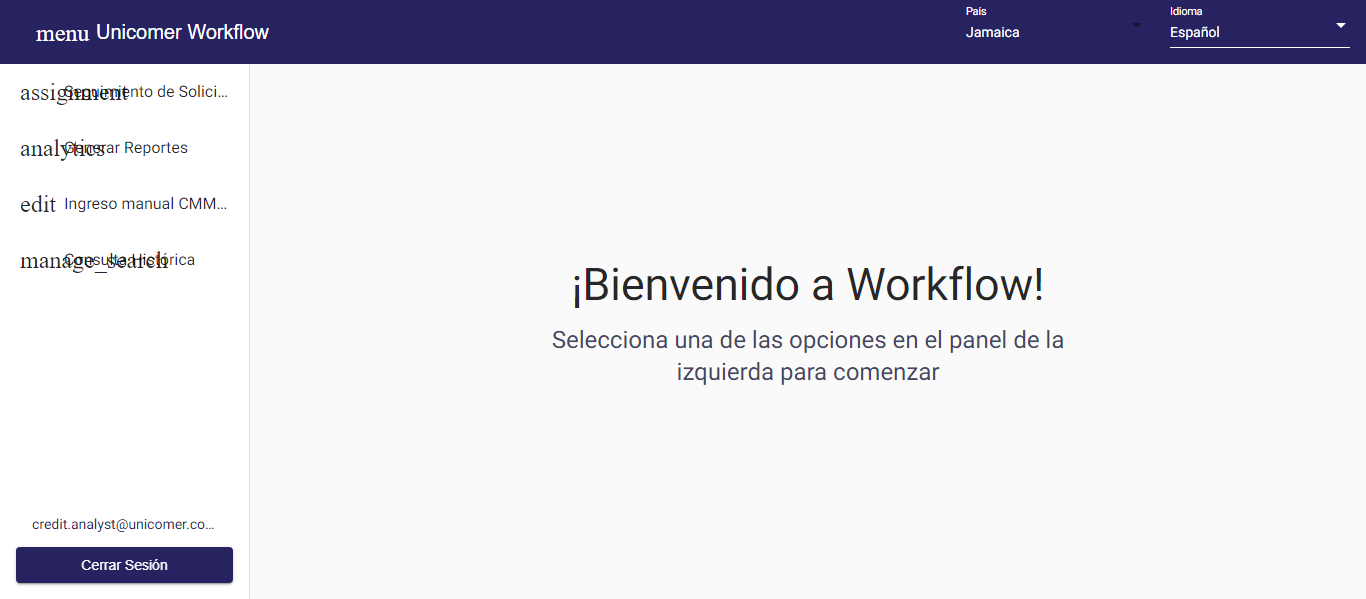 menu Unicomer Workflow
País
Jamaica
Idioma
Español
assignment Seguimiento de Solici...
analytics Generar Reportes
edit Ingreso manual CMM...
manage_search Consulta Histórica
¡Bienvenido a Workflow!
Selecciona una de las opciones en el panel de la
izquierda para comenzar
credit.analyst@unicomer.co...
Cerrar Sesión